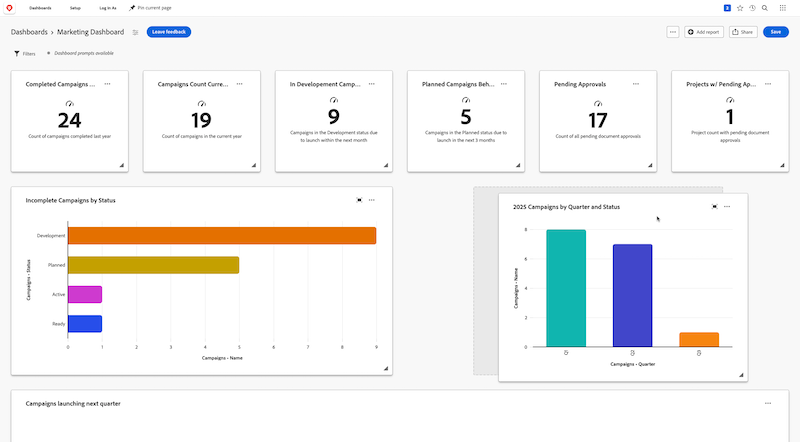 Dashboards Setup Log In As Pin current page 3
Dashboards > Marketing Dashboard Leave feedback Add report Share Save
Filters Dashboard prompts available
Completed Campaigns ...
24
Count of campaigns completed last year
Campaigns Count Curre...
19
Count of campaigns in the current year
In Developement Camp...
9
Campaigns in the Development status due
to launch within the next month
Planned Campaigns Beh...
5
Campaigns in the Planned status due to
launch in the next 3 months
Pending Approvals
17
Count of all pending document approvals
Projects w/ Pending Ap...
1
Project count with pending document
approvals
Incomplete Campaigns by Status
Campaigns - Status
Development
Planned
Active
Ready
0 1 2 3 4 5 6 7 8 9
Campaigns - Name
2025 Campaigns by Quarter and Status
Campaigns - Name
8
6
4
2
0
Campaigns - Quarter
Campaigns launching next quarter